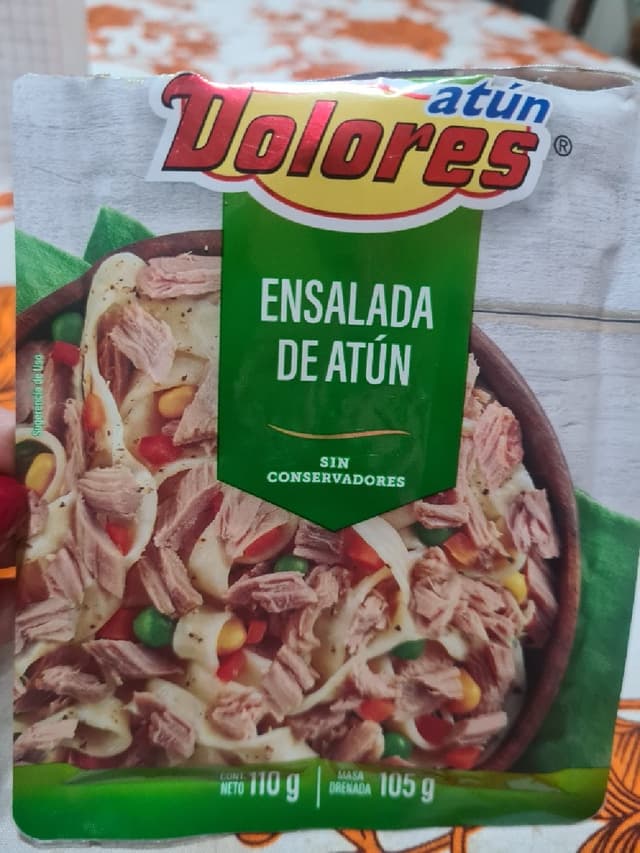 atún
Dolores®
ENSALADA
DE ATÚN
SIN
CONSERVADORES
Sugerencia de Uso
CONT. NETO 110 g | MASA DRENADA 105 g